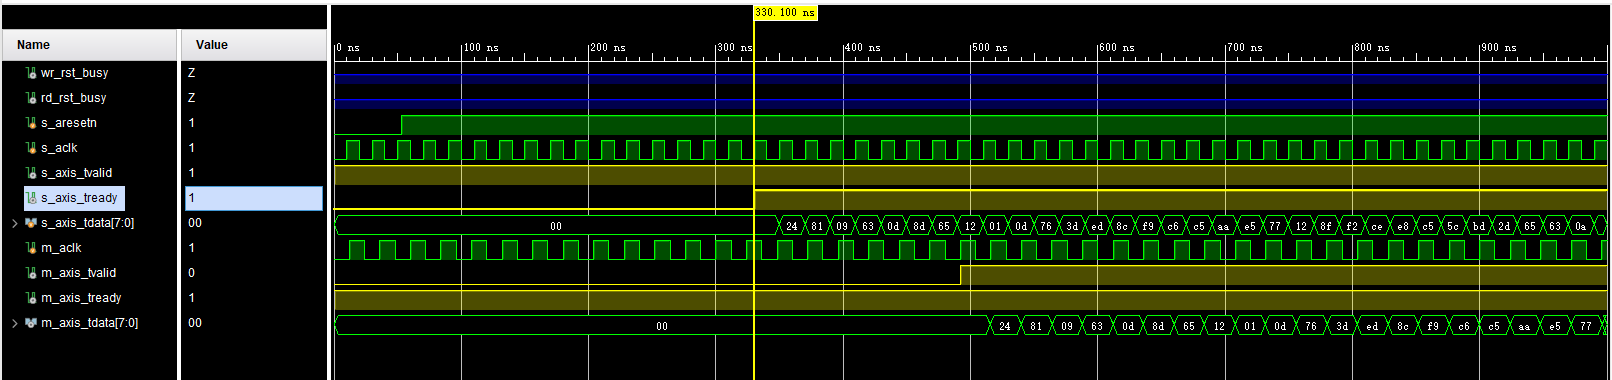 330.100 ns
Name Value
0 ns 100 ns 200 ns 300 ns 400 ns 500 ns 600 ns 700 ns 800 ns 900 ns
wr_rst_busy Z
rd_rst_busy Z
s_aresetn 1
s_aclk 1
s_axis_tvalid 1
s_axis_tready 1
s_axis_tdata[7:0] 00 00 24 81 09 63 0d 8d 65 12 01 0d 76 3d ed 8c f9 c6 c5 aa e5 77 12 8f f2 ce e8 c5 5c bd 2d 65 63 0a
m_aclk 1
m_axis_tvalid 0
m_axis_tready 1
m_axis_tdata[7:0] 00 00 24 81 09 63 0d 8d 65 12 01 0d 76 3d ed 8c f9 c6 c5 aa e5 77